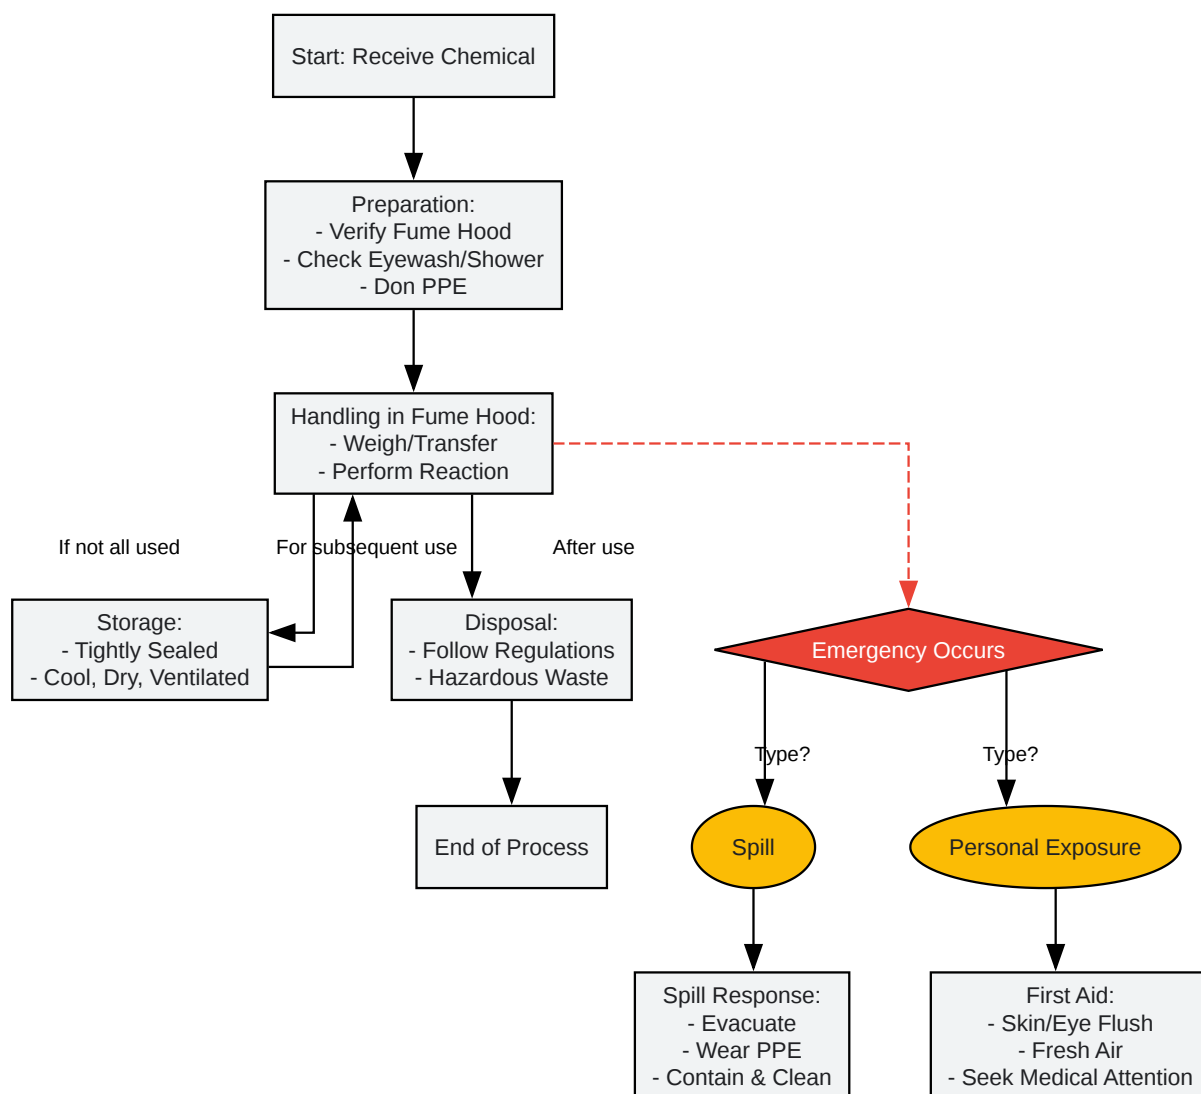 Start: Receive Chemical
Preparation:
- Verify Fume Hood
- Check Eyewash/Shower
- Don PPE
Handling in Fume Hood:
- Weigh/Transfer
- Perform Reaction
If not all used
For subsequent use
After use
Storage:
- Tightly Sealed
- Cool, Dry, Ventilated
Disposal:
- Follow Regulations
- Hazardous Waste
Emergency Occurs
Type?
Type?
End of Process
Spill
Personal Exposure
Spill Response:
- Evacuate
- Wear PPE
- Contain & Clean
First Aid:
- Skin/Eye Flush
- Fresh Air
- Seek Medical Attention